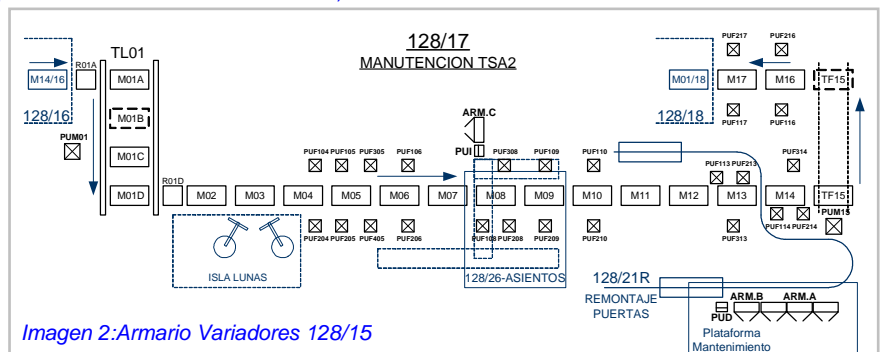 128/17
MANUTENCION TSA2
PUF217 PUF216
R01A TL01
M14/16 M01A
M01/18 M17 M16 TF15
128/16 M01B 128/18
PUM01
PUF117 PUF116
ARM.C
M01C
PUI
PUF104 PUF105 PUF305 PUF106 PUF308 PUF109 PUF110 PUF113 PUF213 PUF314
R01D
M01D M02 M03 M04 M05 M06 M07 M08 M09 M10 M11 M12 M13 M14 TF15
PUM15
PUF204 PUF205 PUF405 PUF206 PUF108 PUF208 PUF209 PUF210 PUF313 PUF114 PUF214
ISLA LUNAS
128/26-ASIENTOS
128/21R
REMONTAJE
PUERTAS
ARM.B ARM.A
PUD
Plataforma
Mantenimiento
Imagen 2:Armario Variadores 128/15